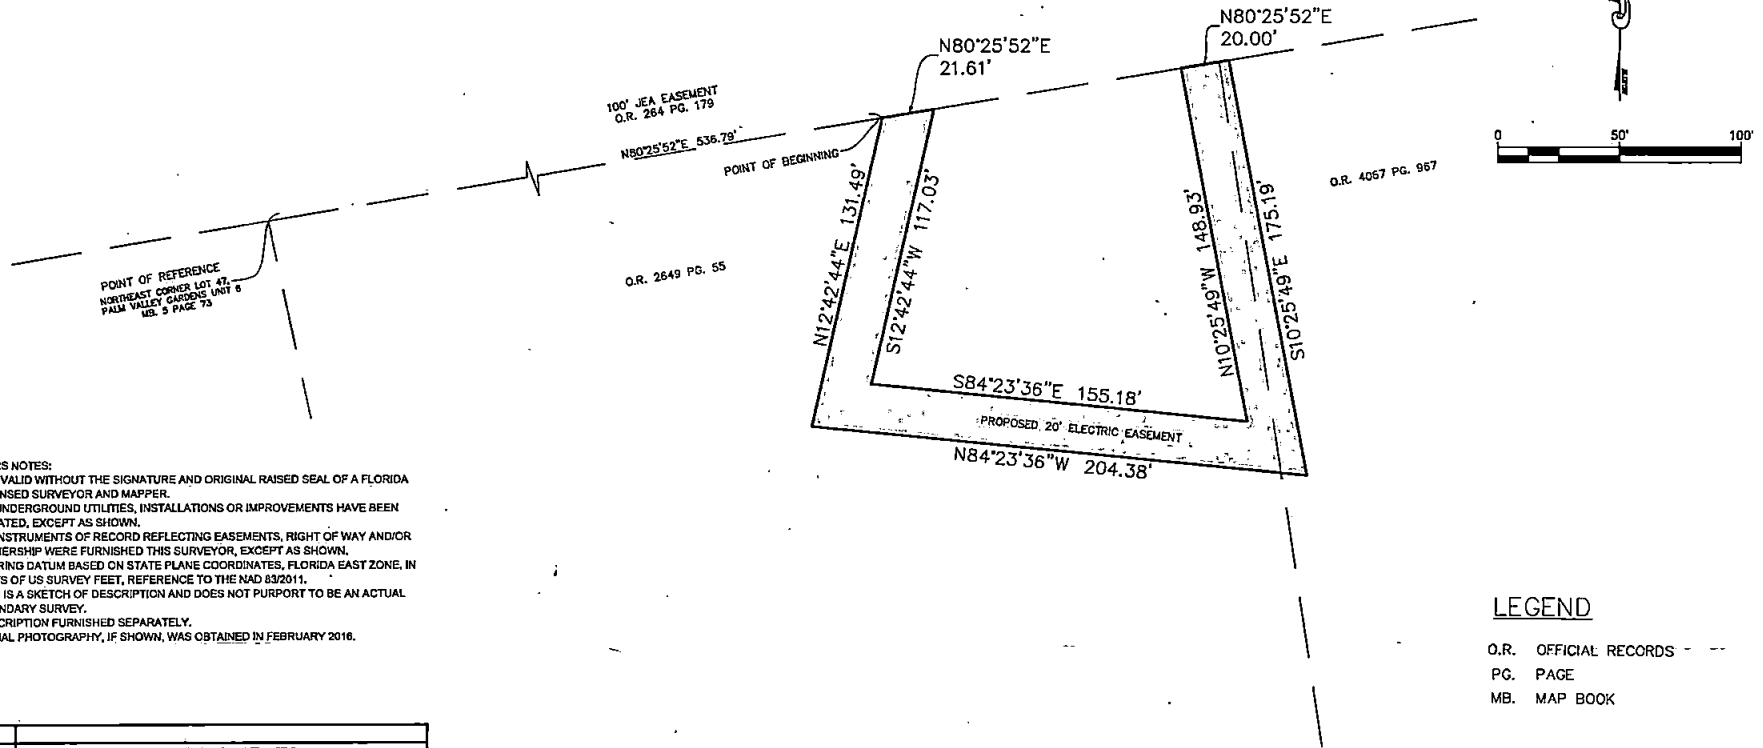 N80°25'52"E
20.00'
N80°25'52"E
21.61'
100' JEA EASEMENT
O.R. 264 PG. 179
N80°25'52"E 536.79'
POINT OF BEGINNING
0 50' 100'
O.R. 4067 PG. 967
POINT OF REFERENCE
NORTHEAST CORNER LOT 47,
PALM VALLEY GARDENS UNIT 6
MB. 5 PAGE 73
O.R. 2649 PG. 55
N12°42'44"E 131.49'
S12°42'44"W 117.03'
N10°25'49"W 148.93'
S10°25'49"E 175.19'
S84°23'36"E 155.18'
PROPOSED 20' ELECTRIC EASEMENT
N84°23'36"W 204.38'
RS NOTES:
VALID WITHOUT THE SIGNATURE AND ORIGINAL RAISED SEAL OF A FLORIDA
NSED SURVEYOR AND MAPPER.
UNDERGROUND UTILITIES, INSTALLATIONS OR IMPROVEMENTS HAVE BEEN
ATED, EXCEPT AS SHOWN.
NSTRUMENTS OF RECORD REFLECTING EASEMENTS, RIGHT OF WAY AND/OR
ERSHIP WERE FURNISHED THIS SURVEYOR, EXCEPT AS SHOWN.
RING DATUM BASED ON STATE PLANE COORDINATES, FLORIDA EAST ZONE, IN
S OF US SURVEY FEET, REFERENCE TO THE NAD 83/2011.
IS A SKETCH OF DESCRIPTION AND DOES NOT PURPORT TO BE AN ACTUAL
NDARY SURVEY.
CRIPTION FURNISHED SEPARATELY.
IAL PHOTOGRAPHY, IF SHOWN, WAS OBTAINED IN FEBRUARY 2016.
LEGEND
O.R. OFFICIAL RECORDS
PG. PAGE
MB. MAP BOOK